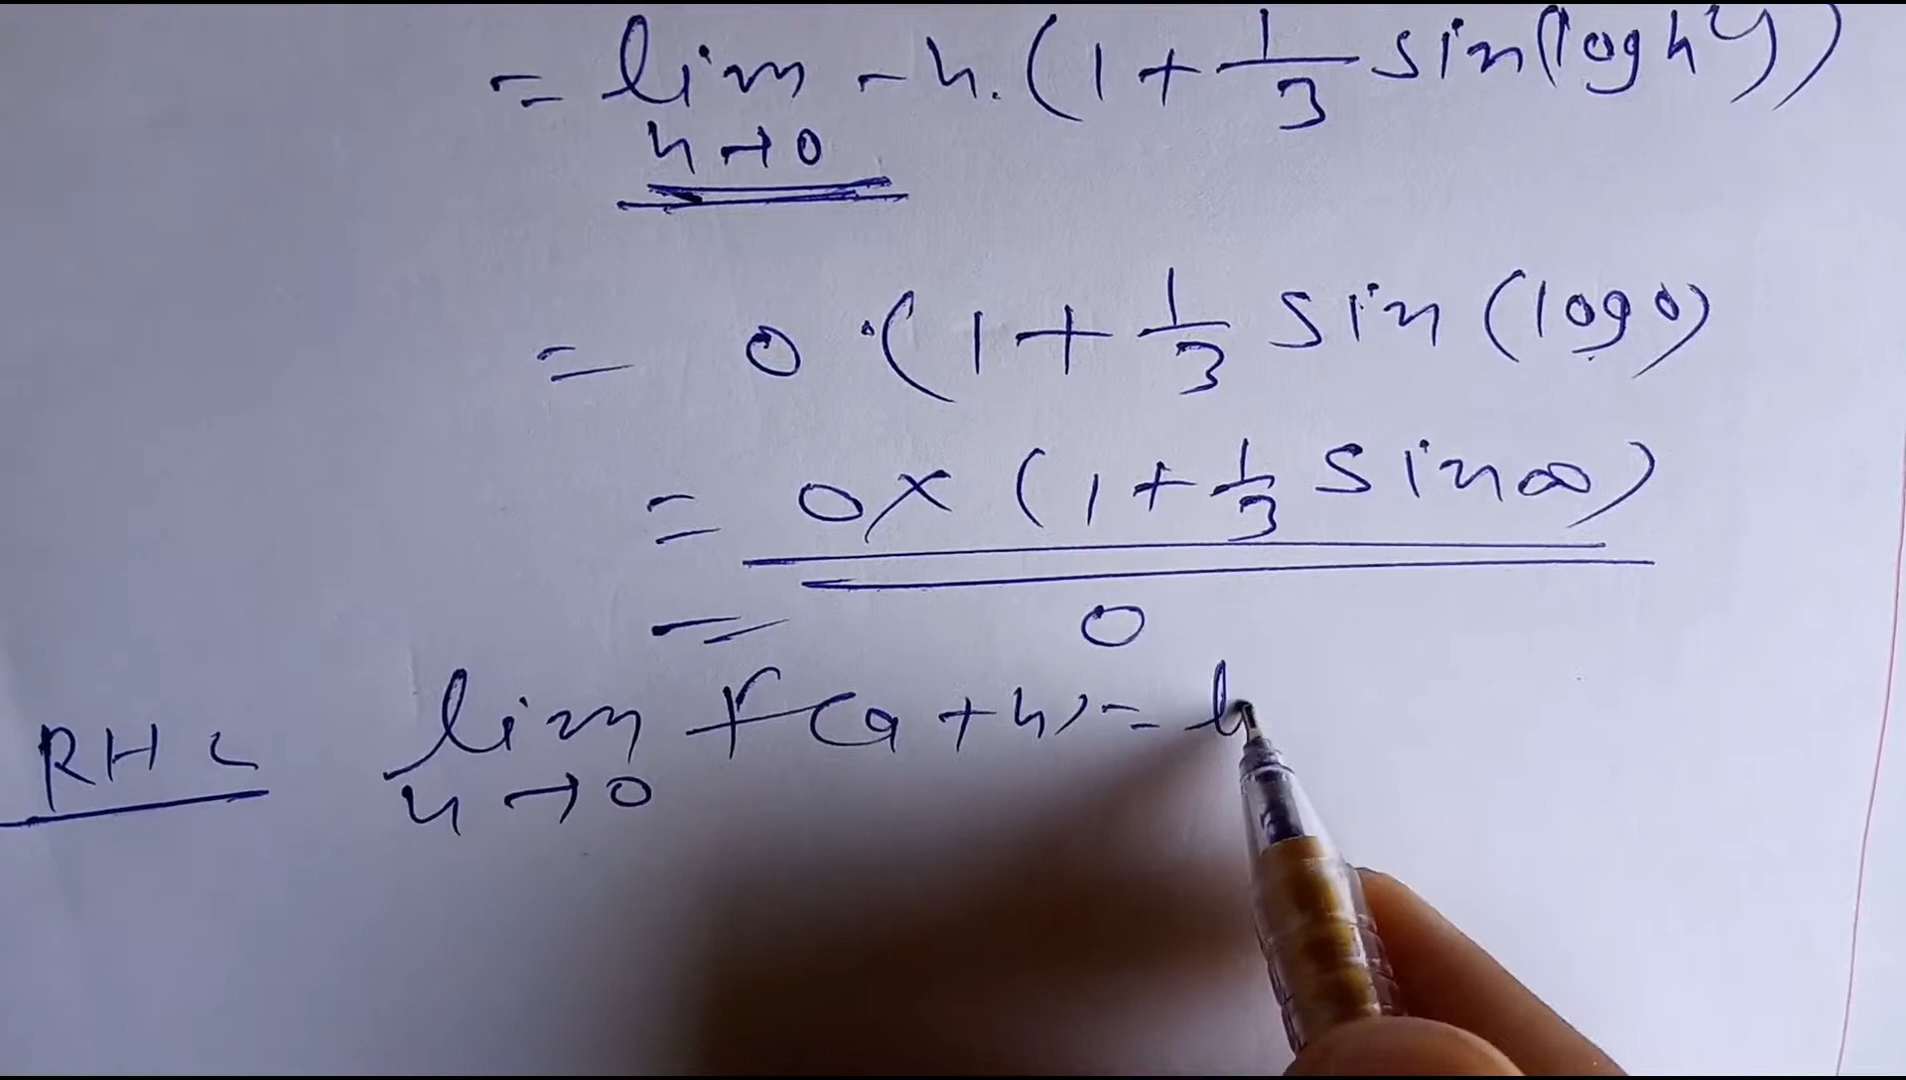 = lim -h. (1 + 1/3 sin(log h²))
h→0
= 0 ·(1 + 1/3 sin (log 0)
= 0 × (1 + 1/3 sin ∞)
= 0
RHL lim f(a + h) = l
h→0